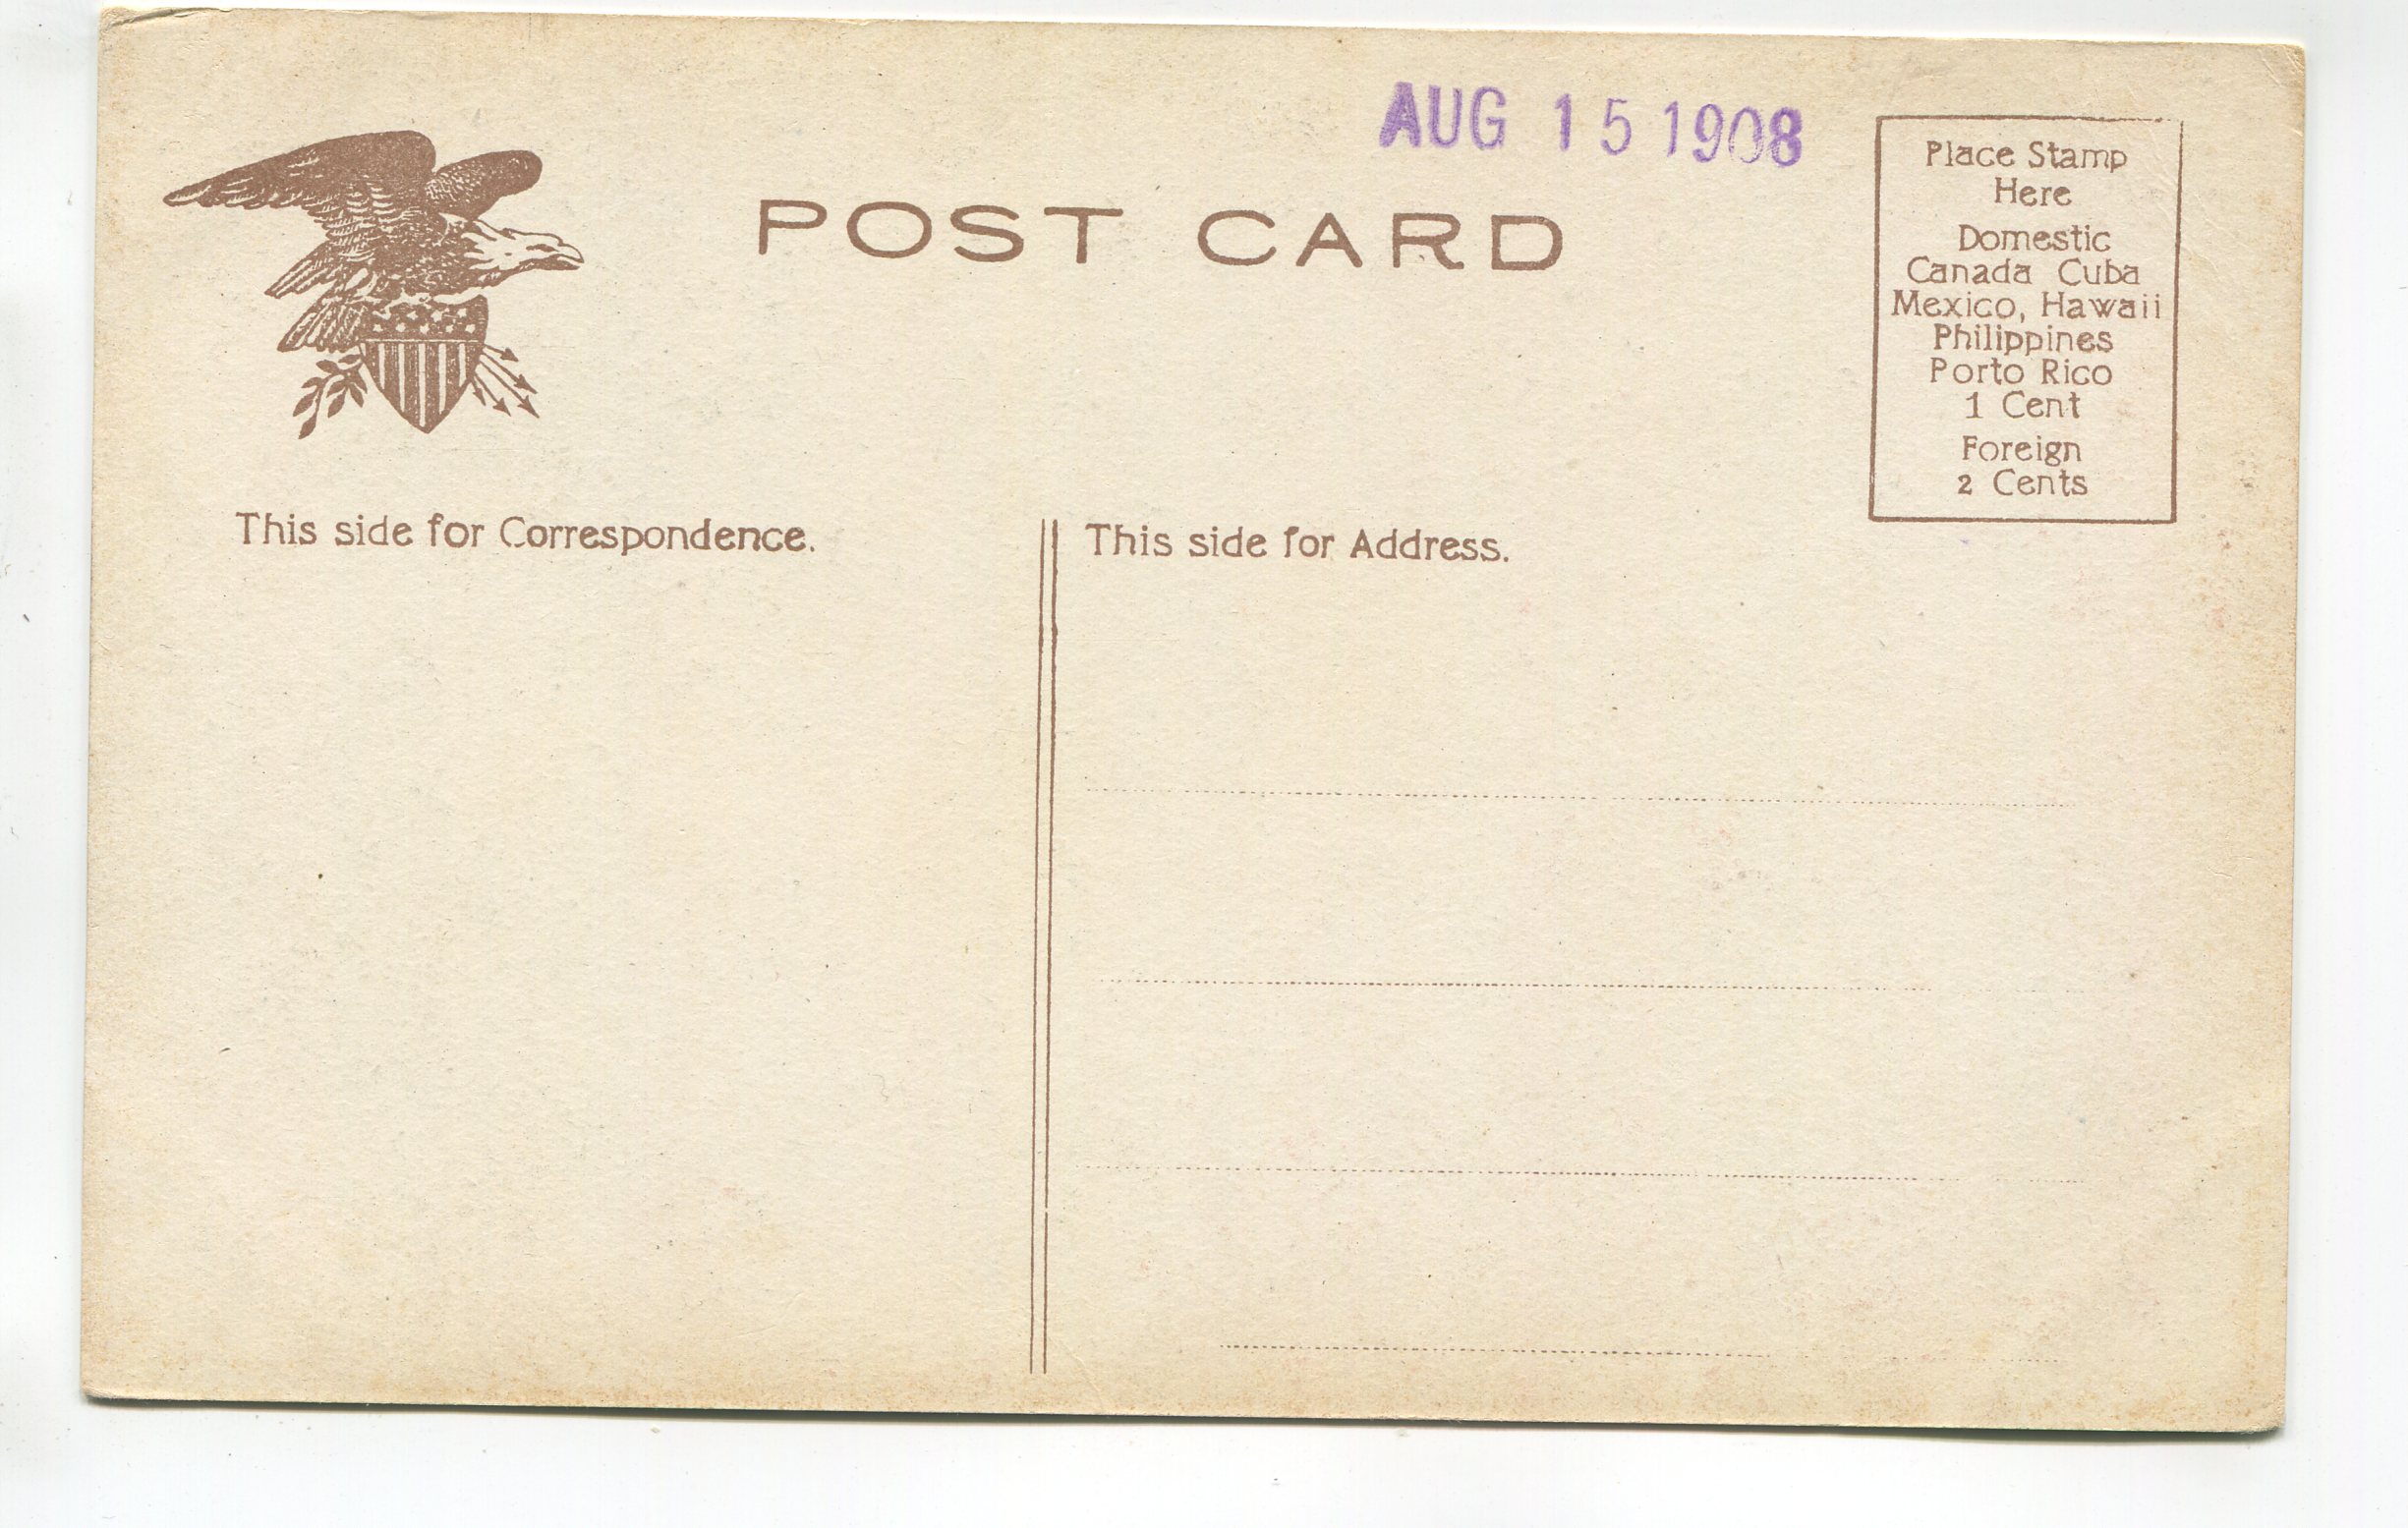 AUG 15 1908
POST CARD
Place Stamp
Here
Domestic
Canada Cuba
Mexico, Hawaii
Philippines
Porto Rico
1 Cent
Foreign
2 Cents
This side for Correspondence.
This side for Address.